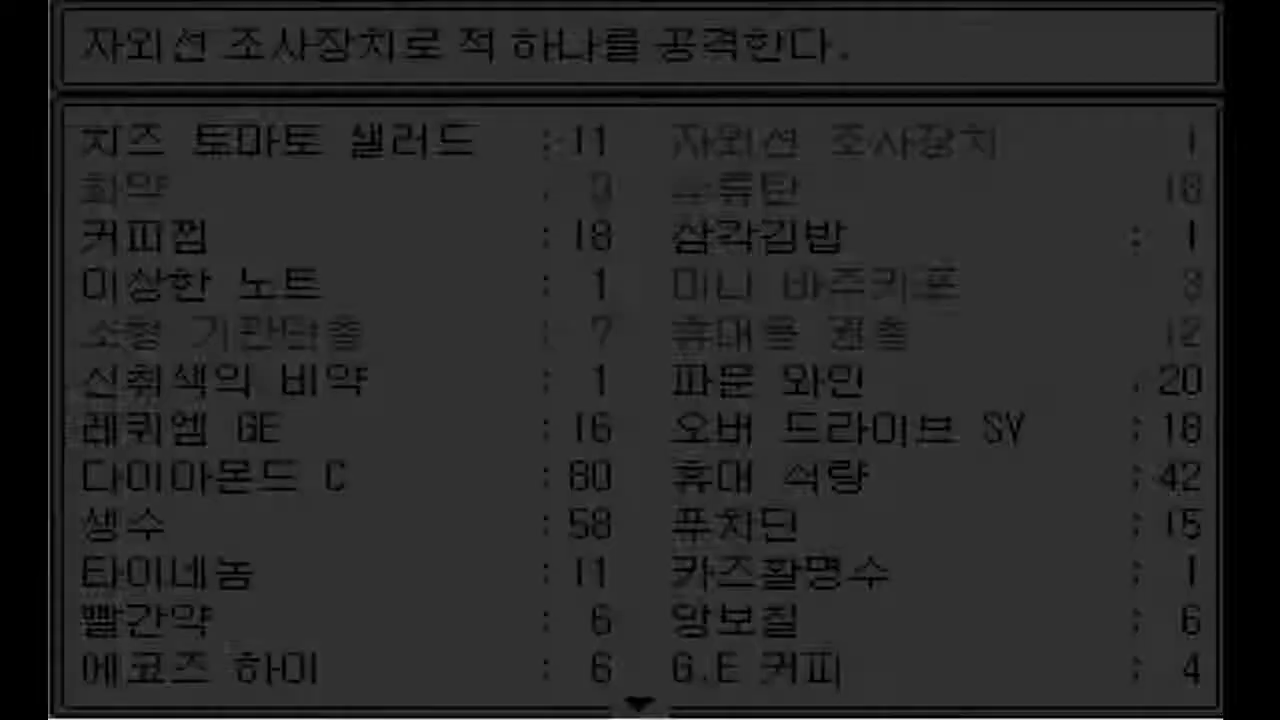 자외선 조사장치로 적 하나를 공격한다.
치즈 토마토 샐러드 : 11 자외선 조사장치 1
화약 : 3 수류탄 18
커피껌 : 18 삼각김밥 : 1
이상한 노트 : 1 미니 바주카포 3
소형 기관단총 : 7 휴대용 권총 12
신취색의 비약 : 1 파문 와인 : 20
레퀴엠 GE : 16 오버 드라이브 SY : 18
다이아몬드 C : 80 휴대 식량 : 42
생수 : 58 퓨차딘 : 15
타이네놈 : 11 카즈활명수 : 1
빨간약 : 6 앙보칠 : 6
에코즈 하이 : 6 G.E 커피 : 4